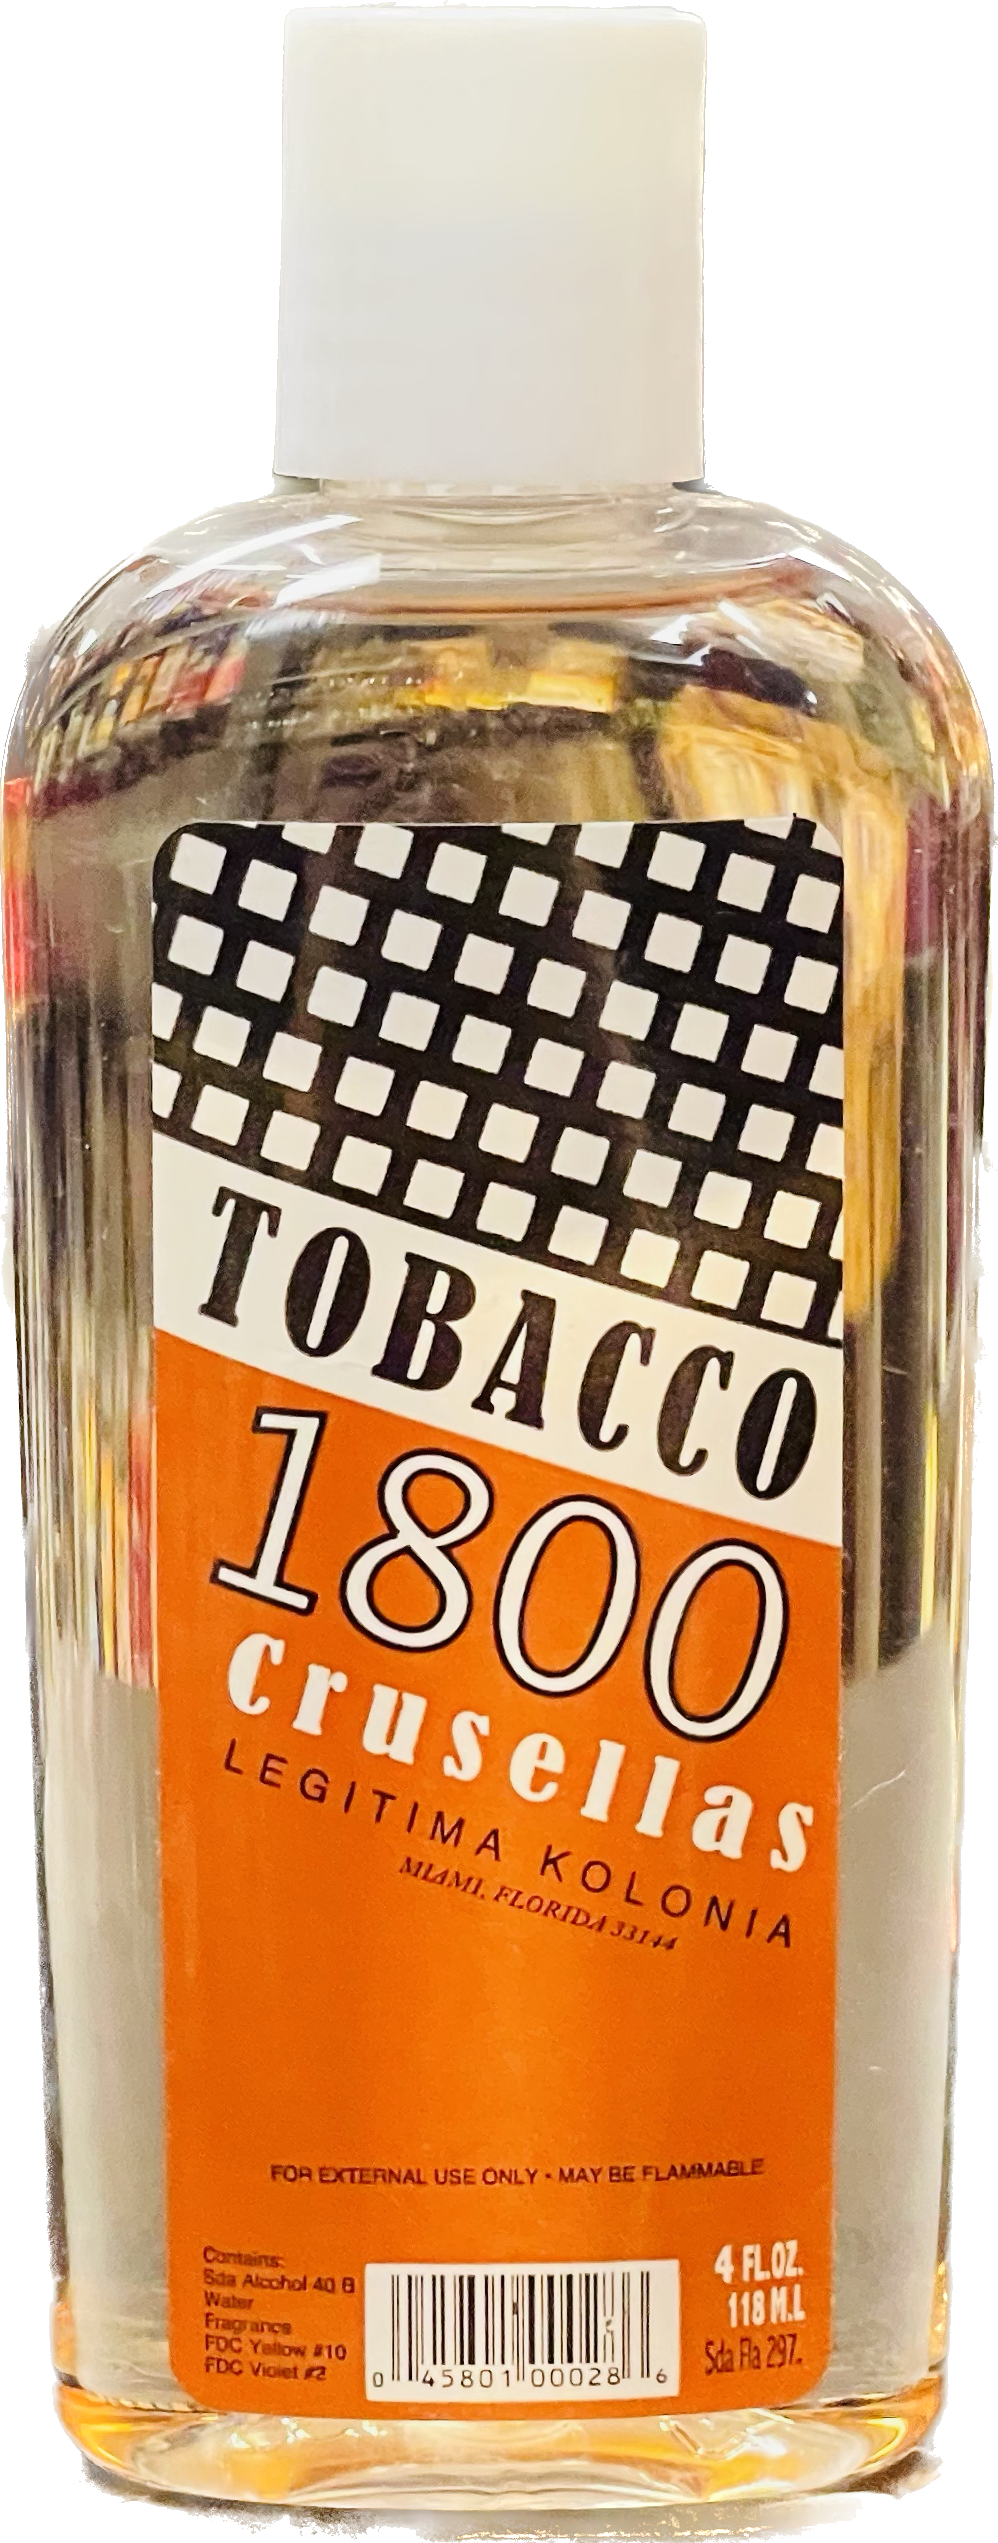 TOBACCO
1800
crusellas
LEGITIMA KOLONIA
MIAMI, FLORIDA 33144
FOR EXTERNAL USE ONLY • MAY BE FLAMMABLE
Contains:
Sda Alcohol 40 B
Water
Fragrance
FDC Yellow #10
FDC Violet #2
0 45801 00028 6
4 FL.OZ.
118 M.L
Sda Fla 297.